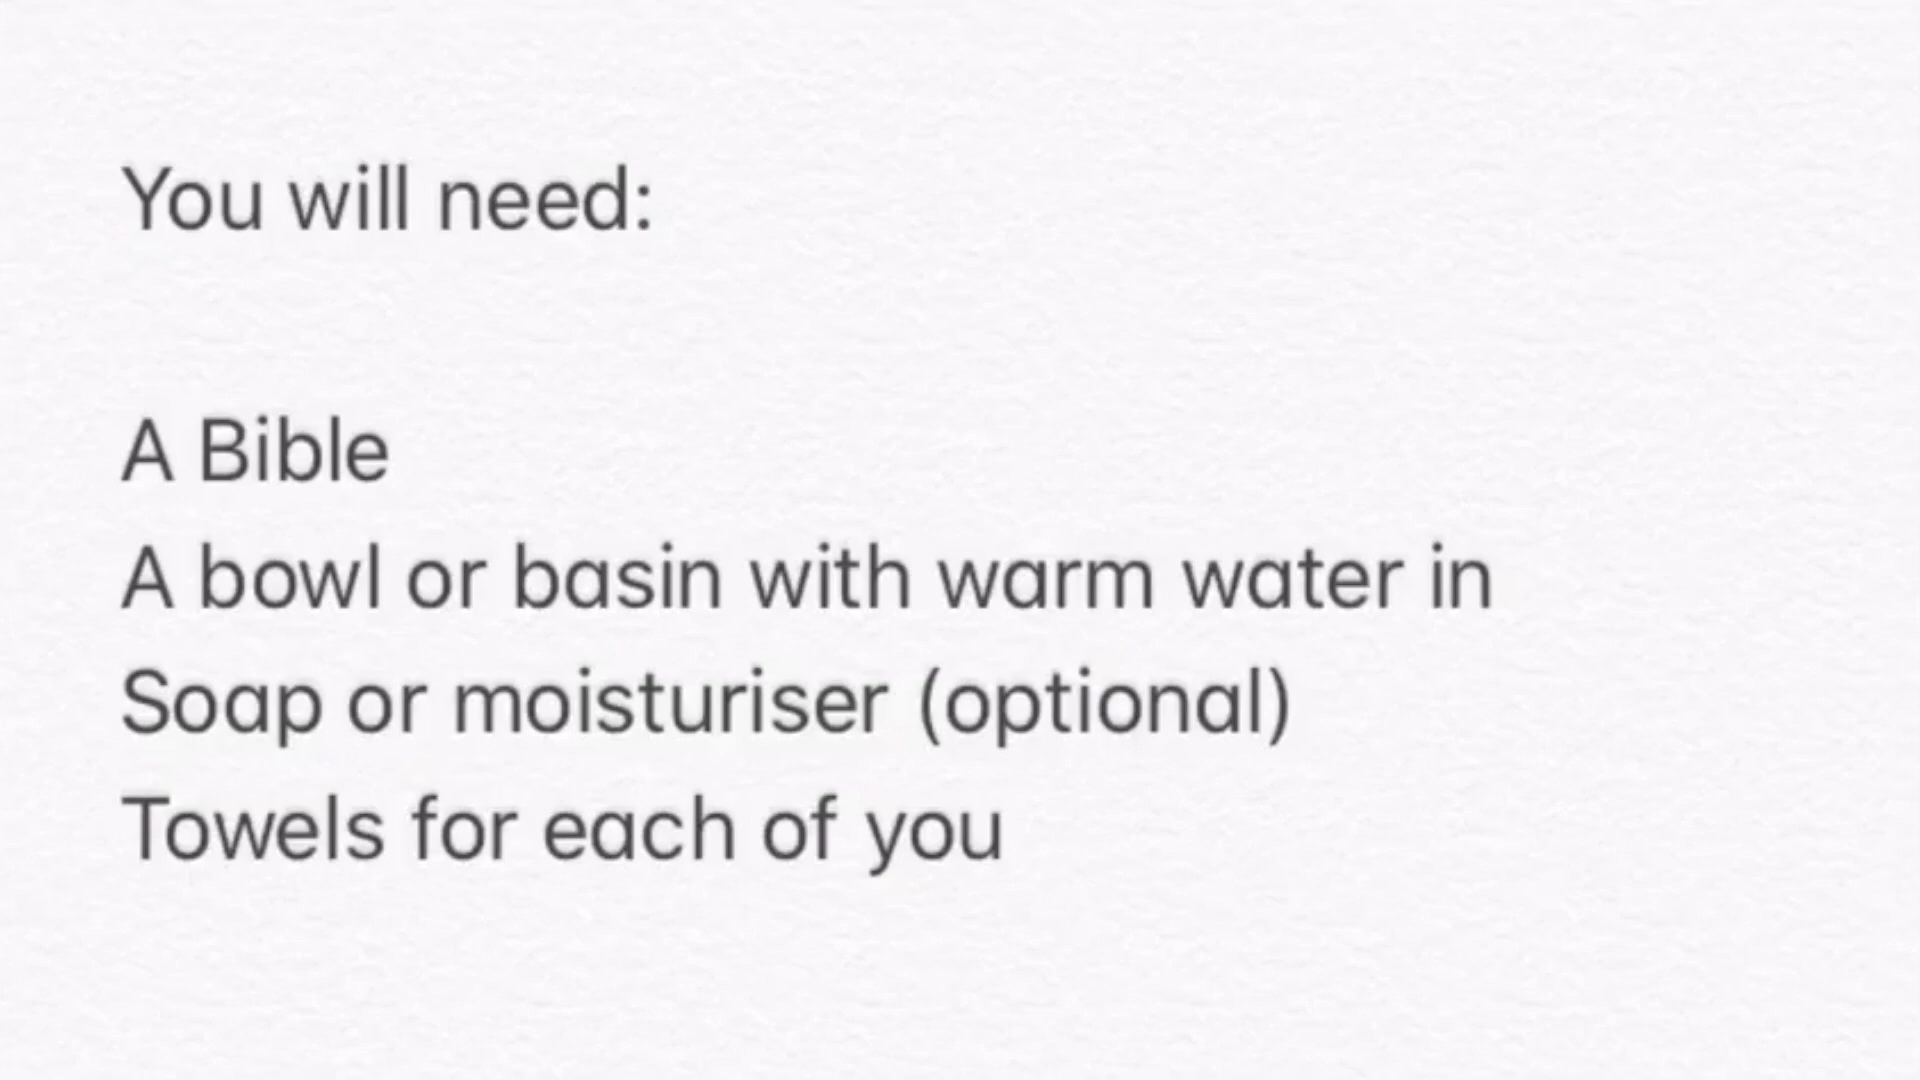 You will need:
A Bible
A bowl or basin with warm water in
Soap or moisturiser (optional)
Towels for each of you